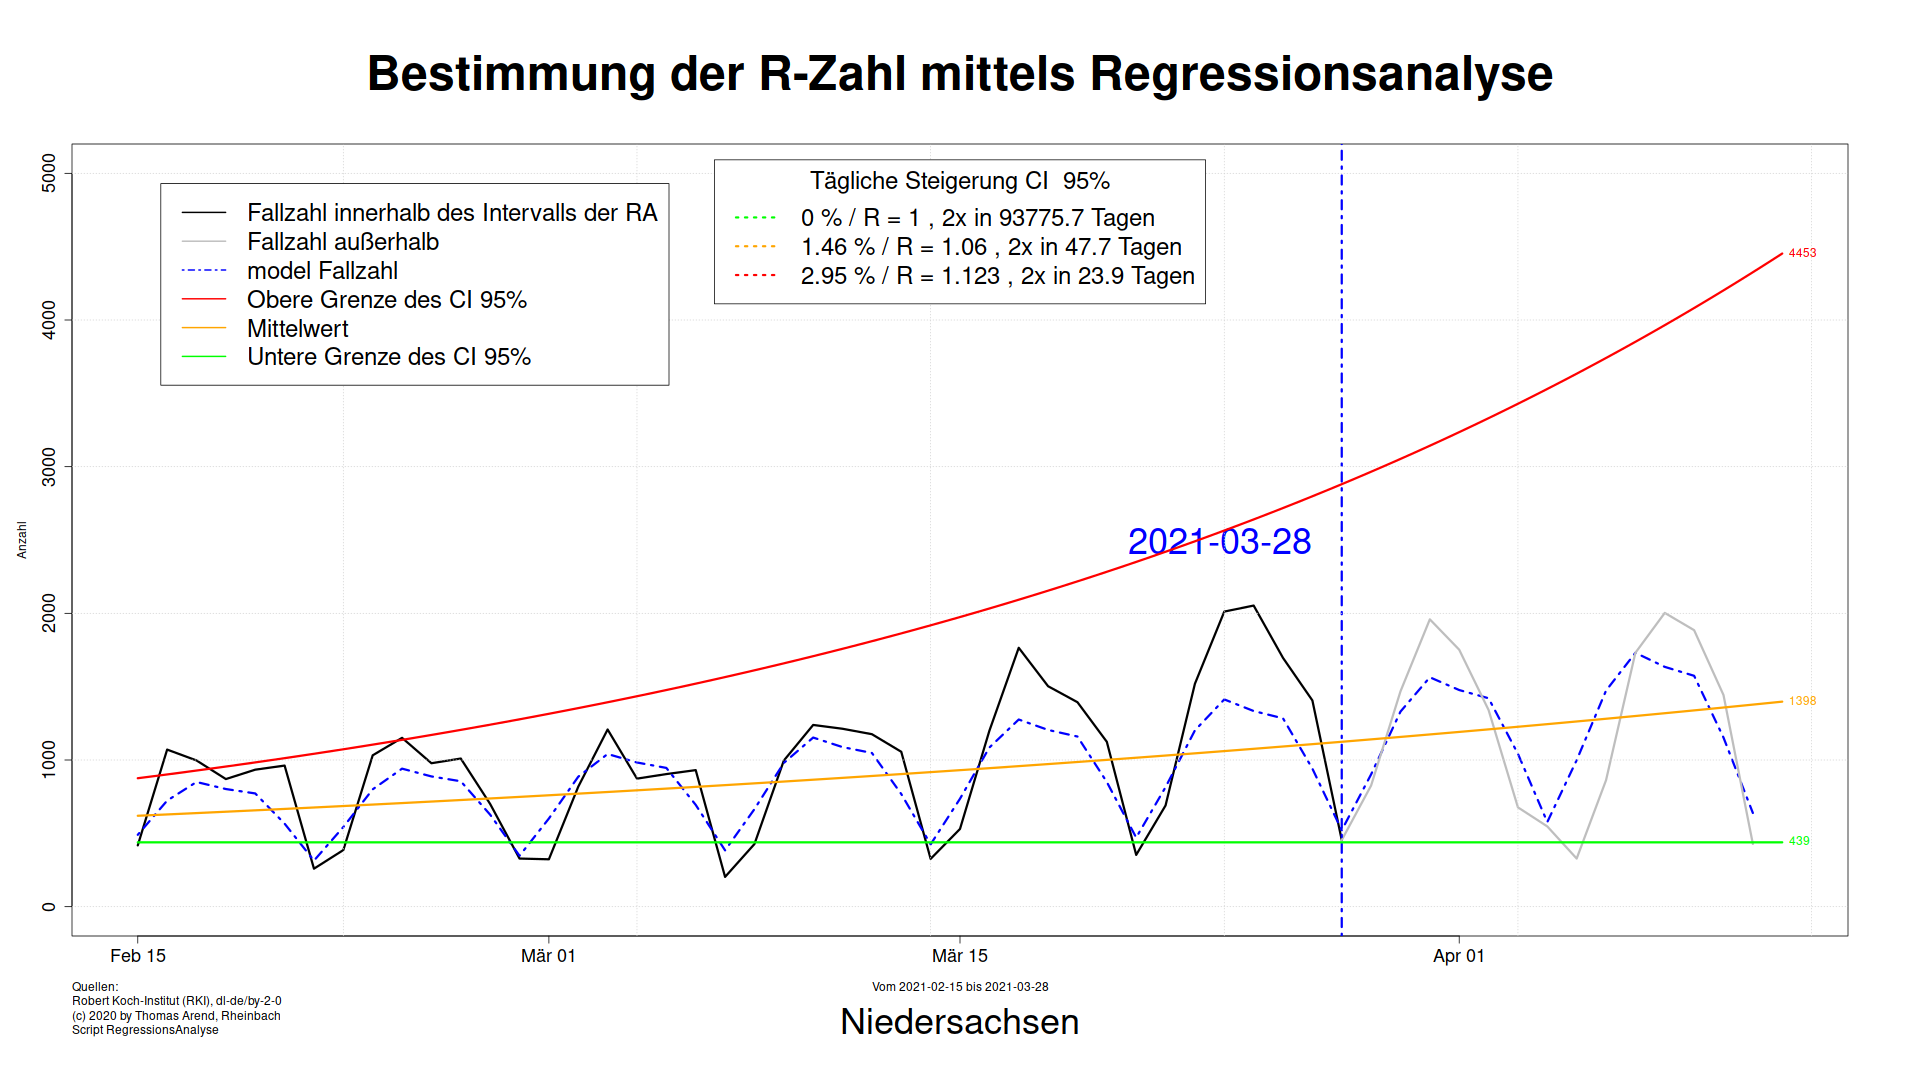 Bestimmung der R-Zahl mittels Regressionsanalyse
Fallzahl innerhalb des Intervalls der RA
Fallzahl außerhalb
model Fallzahl
Obere Grenze des CI 95%
Mittelwert
Untere Grenze des CI 95%
Tägliche Steigerung CI  95%
0 % / R = 1 , 2x in 93775.7 Tagen
1.46 % / R = 1.06 , 2x in 47.7 Tagen
2.95 % / R = 1.123 , 2x in 23.9 Tagen
5000
4000
3000
2000
1000
0
Anzahl
2021-03-28
4453
1398
439
Feb 15
Mär 01
Mär 15
Apr 01
Quellen:
Robert Koch-Institut (RKI), dl-de/by-2-0
(c) 2020 by Thomas Arend, Rheinbach
Script RegressionsAnalyse
Vom 2021-02-15 bis 2021-03-28
Niedersachsen